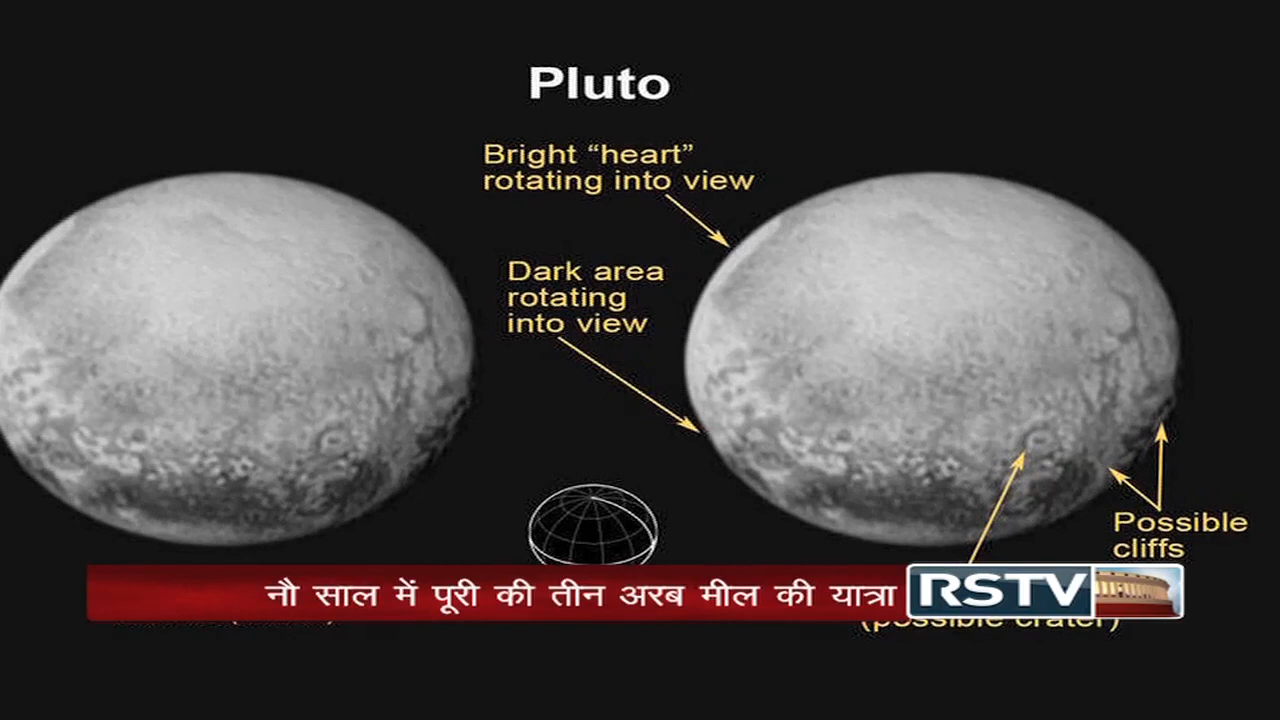 Pluto
Bright “heart”
rotating into view
Dark area
rotating
into view
Possible
cliffs
नौ साल में पूरी की तीन अरब मील की यात्रा
RSTV
(possible crater)